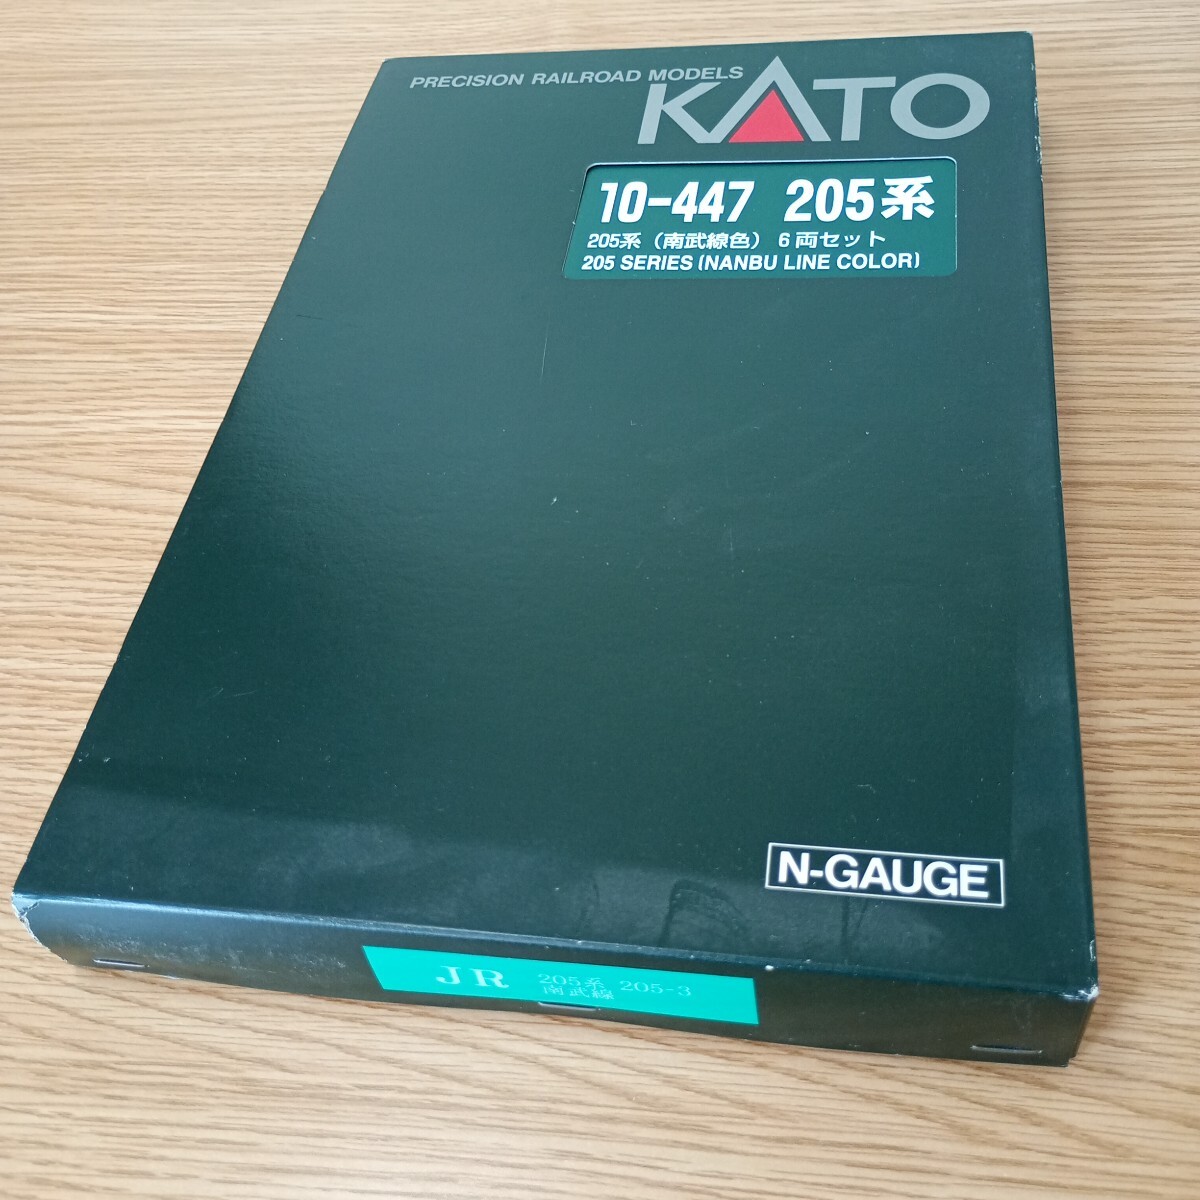 PRECISION RAILROAD MODELS
KATO
10-447 205系
205系（南武線色）6両セット
205 SERIES (NANBU LINE COLOR)
N-GAUGE
JR 205系 205-3
南武線